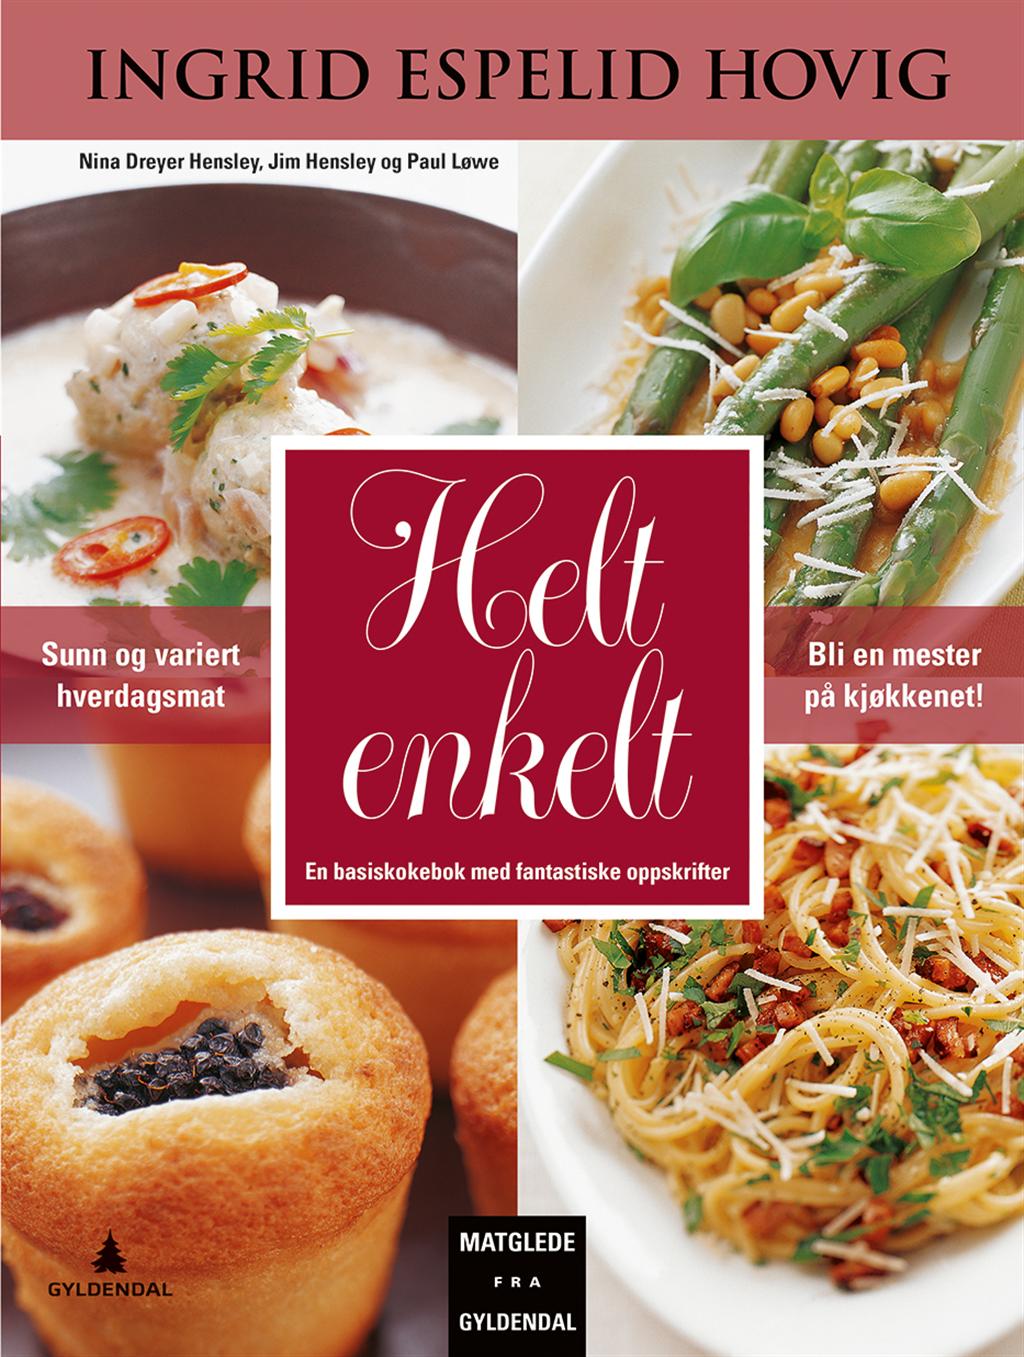 INGRID ESPELID HOVIG
Nina Dreyer Hensley, Jim Hensley og Paul Løwe
Helt
enkelt
En basiskokebok med fantastiske oppskrifter
Sunn og variert
hverdagsmat
Bli en mester
på kjøkkenet!
GYLDENDAL
MATGLEDE
FRA
GYLDENDAL